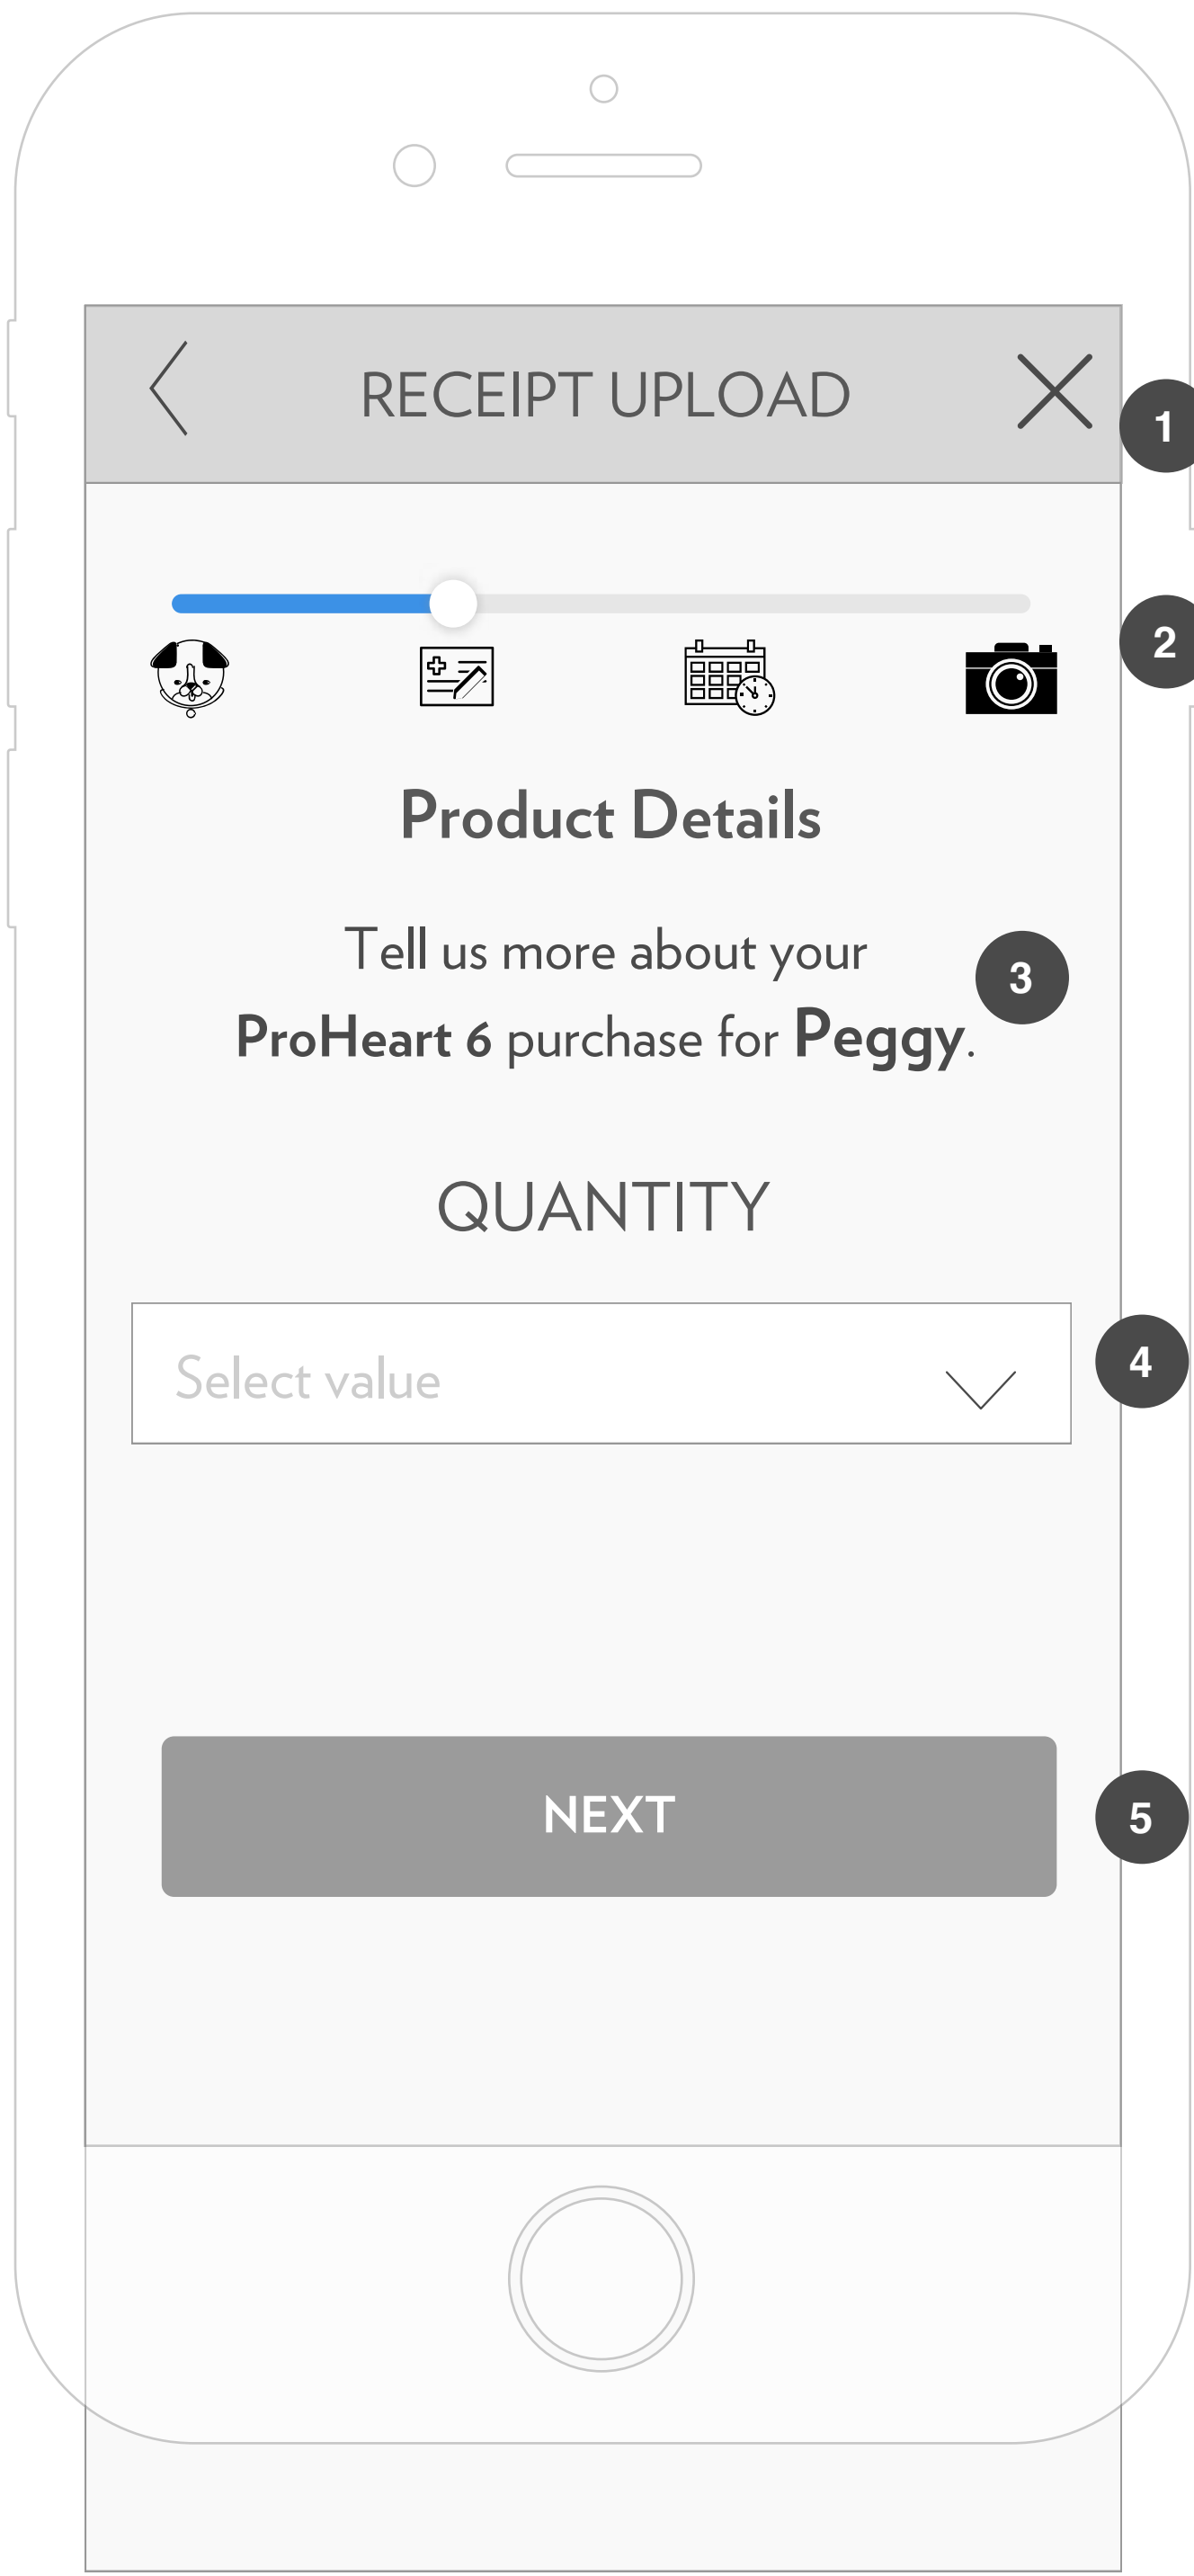 RECEIPT UPLOAD
1
2
Product Details
Tell us more about your
3
ProHeart 6 purchase for Peggy.
QUANTITY
Select value
4
NEXT
5